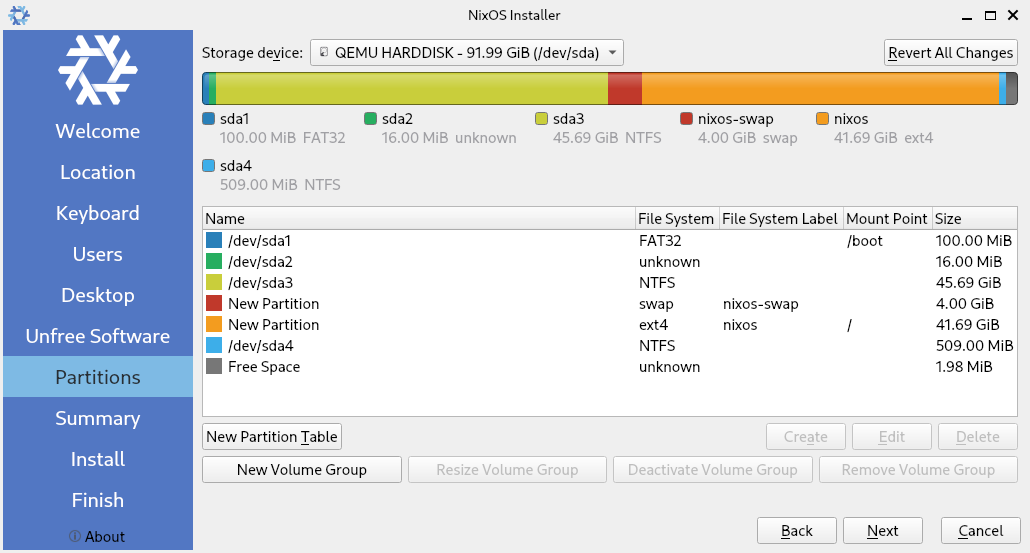 NixOS Installer
Welcome
Location
Keyboard
Users
Desktop
Unfree Software
Partitions
Summary
Install
Finish
About
Storage device: QEMU HARDDISK - 91.99 GiB (/dev/sda) Revert All Changes
sda1 sda2 sda3 nixos-swap nixos
100.00 MiB FAT32 16.00 MiB unknown 45.69 GiB NTFS 4.00 GiB swap 41.69 GiB ext4
sda4
509.00 MiB NTFS
Name File System File System Label Mount Point Size
/dev/sda1 FAT32 /boot 100.00 MiB
/dev/sda2 unknown 16.00 MiB
/dev/sda3 NTFS 45.69 GiB
New Partition swap nixos-swap 4.00 GiB
New Partition ext4 nixos / 41.69 GiB
/dev/sda4 NTFS 509.00 MiB
Free Space unknown 1.98 MiB
New Partition Table Create Edit Delete
New Volume Group Resize Volume Group Deactivate Volume Group Remove Volume Group
Back Next Cancel